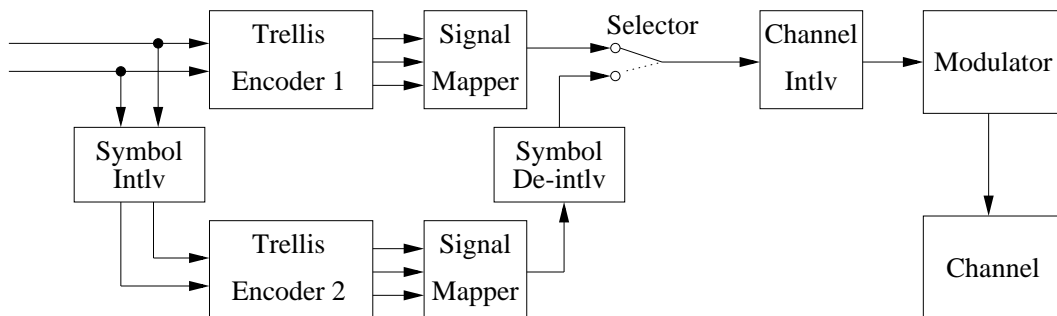 Trellis
Encoder 1
Signal
Mapper
Selector
Channel
Intlv
Modulator
Symbol
Intlv
Symbol
De-intlv
Trellis
Encoder 2
Signal
Mapper
Channel